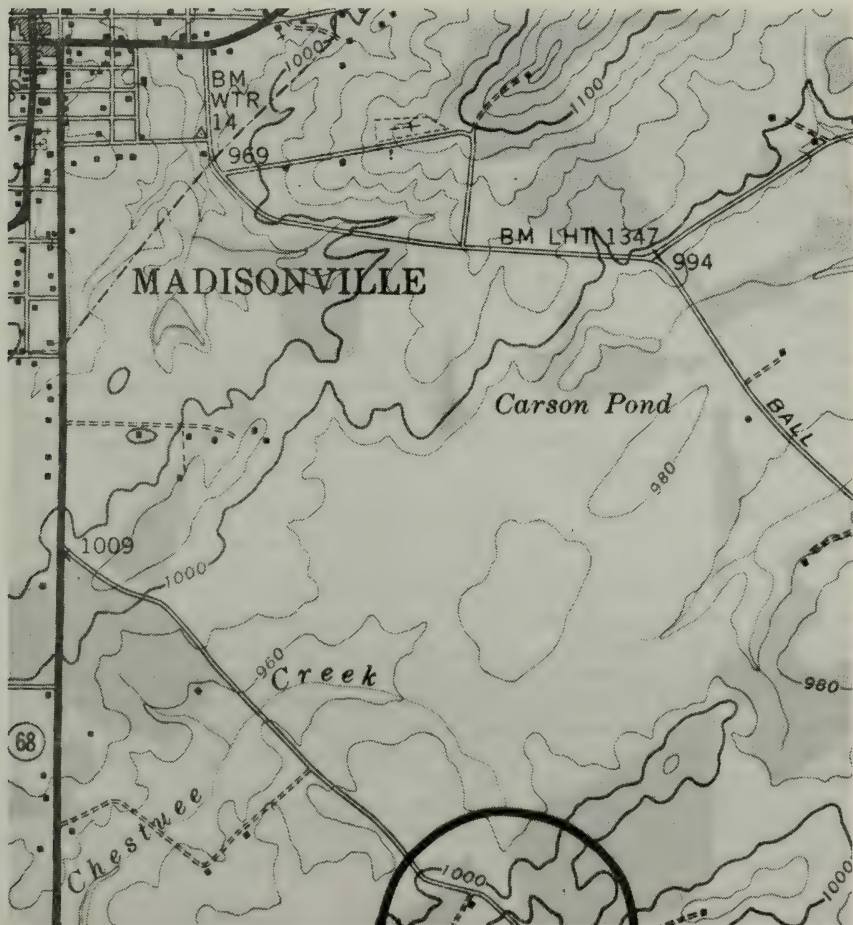 1000
BM
WTR
14
969
1100
BM LHT 1347
994
MADISONVILLE
Carson Pond
BALL
980
1009
1000
960
Creek
980
68
Chestuee
1000
1000